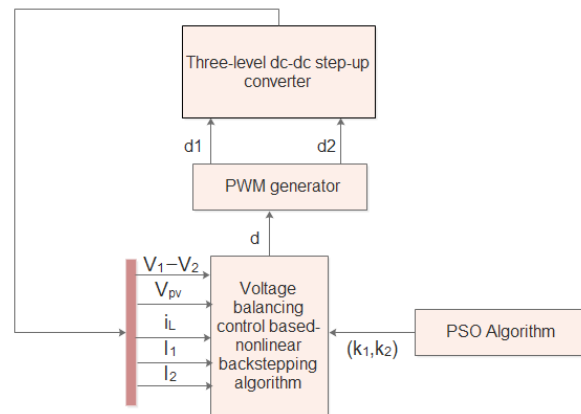 Three-level dc-dc step-up
converter
d1
d2
PWM generator
d
V₁−V₂
Vpv
iL
I₁
I₂
Voltage
balancing
control based-
nonlinear
backstepping
algorithm
(k₁,k₂)
PSO Algorithm